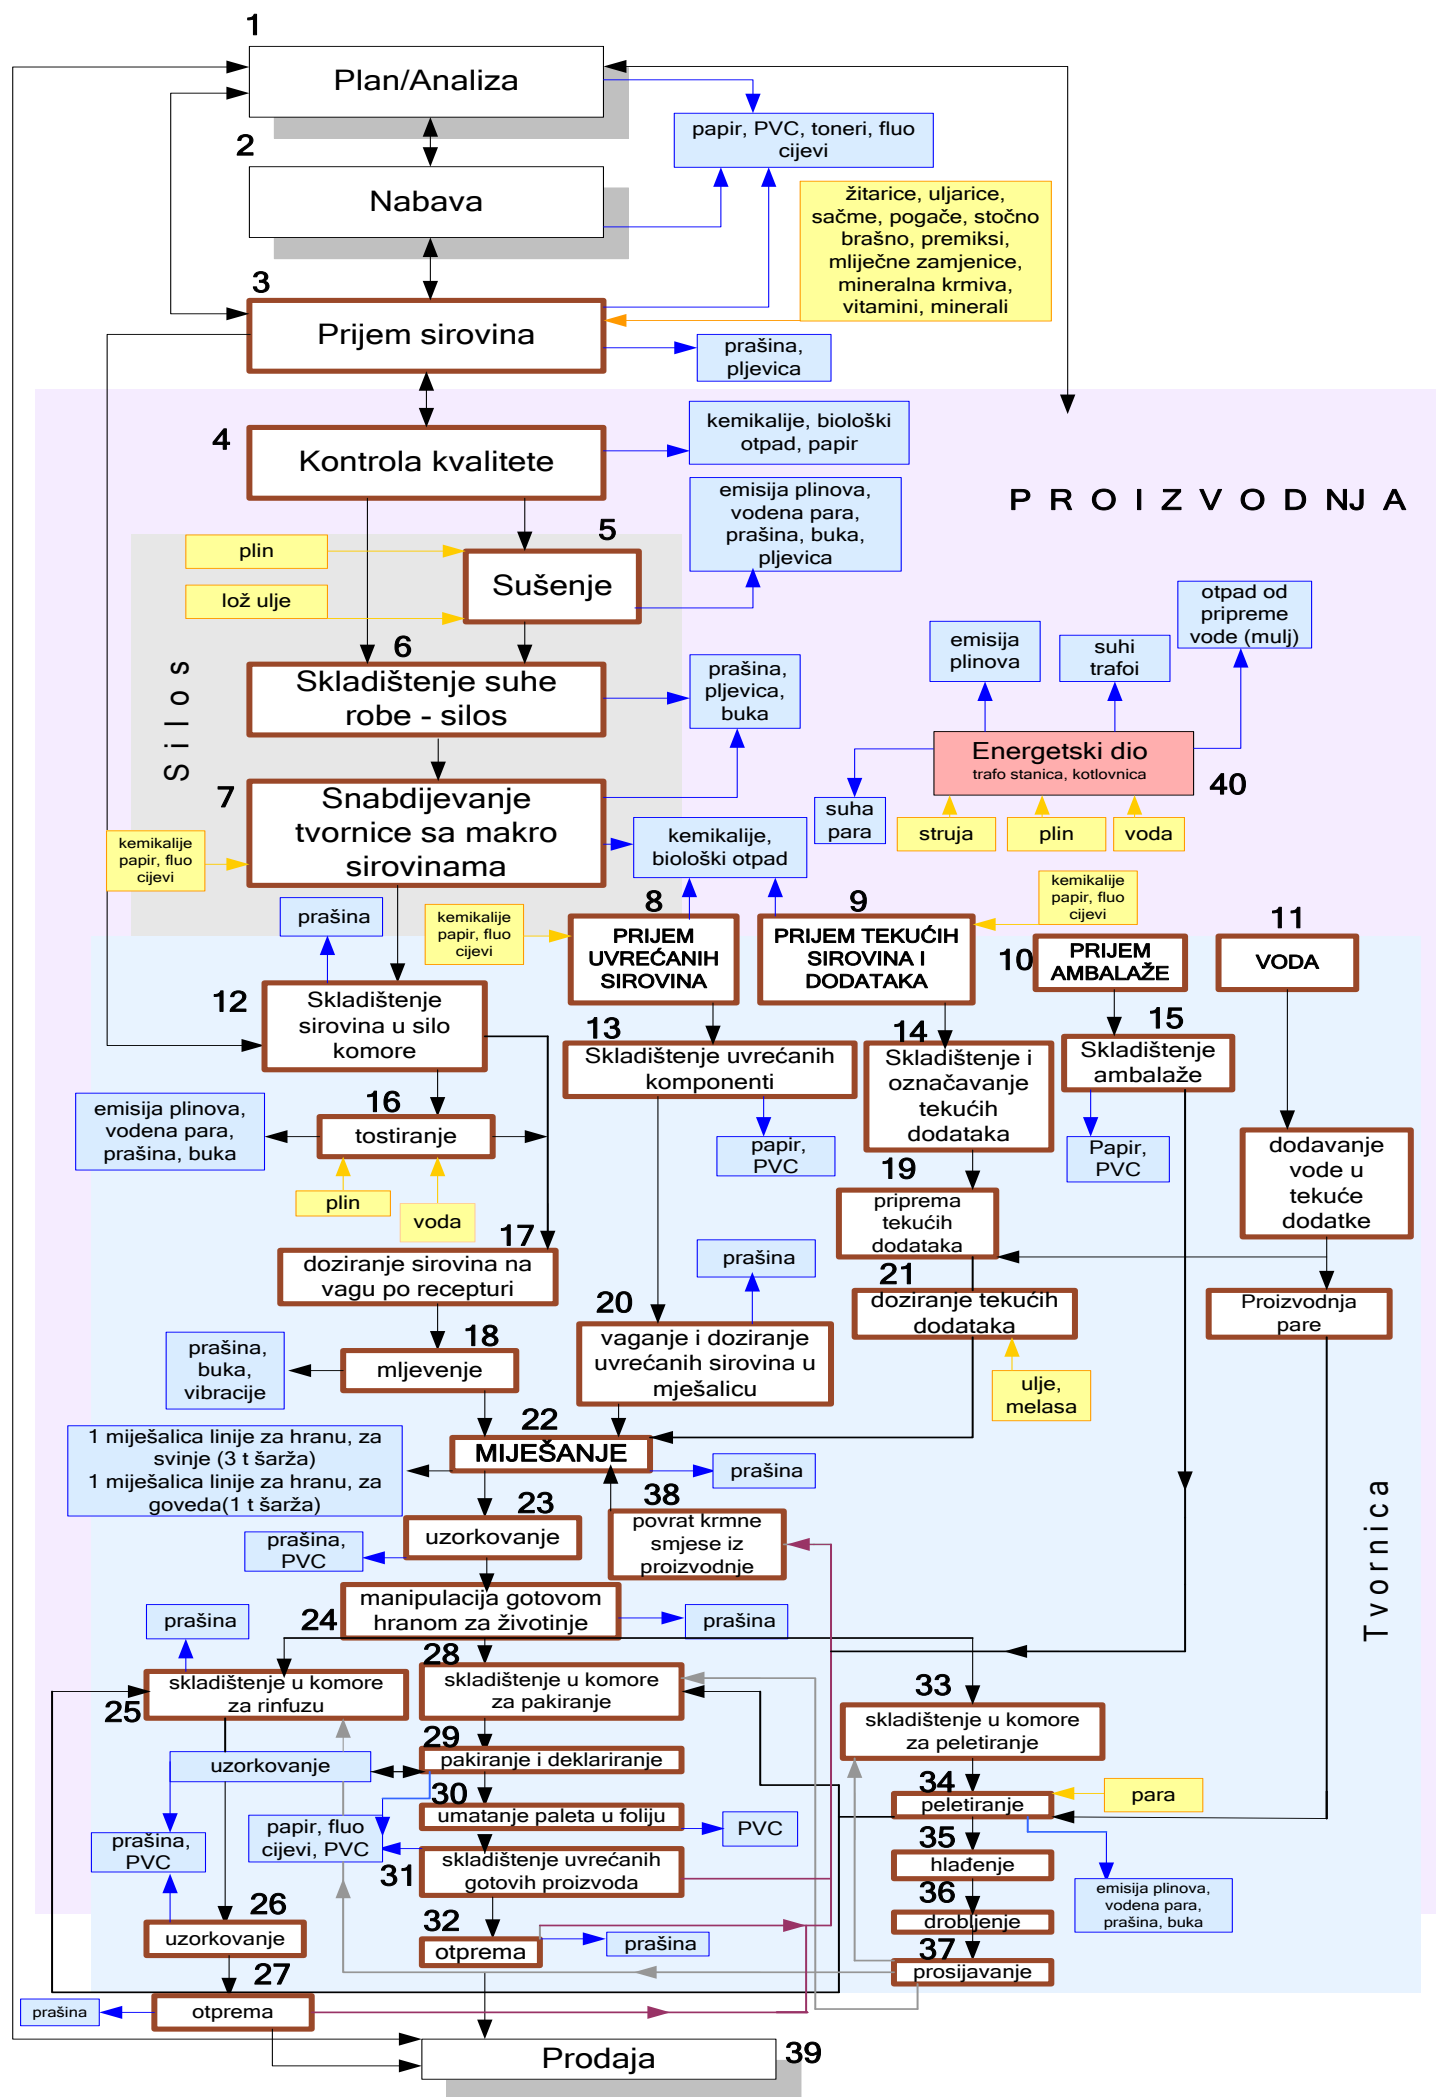 1
Plan/Analiza
papir, PVC, toneri, fluo
cijevi
2
Nabava
žitarice, uljarice,
sačme, pogače, stočno
brašno, premiksi,
mliječne zamjenice,
mineralna krmiva,
vitamini, minerali
3
Prijem sirovina
prašina,
pljevica
4
Kontrola kvalitete
kemikalije, biološki
otpad, papir
PROIZVODNJA
emisija plinova,
vodena para,
prašina, buka,
pljevica
5
plin
Sušenje
lož ulje
otpad od
pripreme
vode (mulj)
emisija
plinova
suhi
trafoi
6
Skladištenje suhe
robe - silos
prašina,
pljevica,
buka
Silos
Energetski dio
trafo stanica, kotlovnica
40
7
Snabdijevanje
tvornice sa makro
sirovinama
suha
para
struja
plin
voda
kemikalije
papir, fluo
cijevi
kemikalije,
biološki otpad
prašina
kemikalije
papir, fluo
cijevi
8
PRIJEM
UVREĆANIH
SIROVINA
9
PRIJEM TEKUĆIH
SIROVINA I
DODATAKA
kemikalije
papir, fluo
cijevi
10
PRIJEM
AMBALAŽE
11
VODA
12
Skladištenje
sirovina u silo
komore
13
Skladištenje uvrećanih
komponenti
14
Skladištenje i
označavanje
tekućih
dodataka
15
Skladištenje
ambalaže
emisija plinova,
vodena para,
prašina, buka
16
tostiranje
papir,
PVC
Papir,
PVC
dodavanje
vode u
tekuće
dodatke
plin
voda
19
priprema
tekućih
dodataka
17
doziranje sirovina na
vagu po recepturi
prašina
21
doziranje tekućih
dodataka
Proizvodnja
pare
20
vaganje i doziranje
uvrećanih sirovina u
mješalicu
prašina,
buka,
vibracije
18
mljevenje
ulje,
melasa
1 miješalica linije za hranu, za
svinje (3 t šarža)
1 miješalica linije za hranu, za
goveda(1 t šarža)
22
MIJEŠANJE
prašina
23
uzorkovanje
38
povrat krmne
smjese iz
proizvodnje
prašina,
PVC
Tvornica
24
manipulacija gotovom
hranom za životinje
prašina
prašina
25
skladištenje u komore
za rinfuzu
28
skladištenje u komore
za pakiranje
33
skladištenje u komore
za peletiranje
uzorkovanje
29
pakiranje i deklariranje
30
umatanje paleta u foliju
PVC
34
peletiranje
para
papir, fluo
cijevi, PVC
prašina,
PVC
31
skladištenje uvrećanih
gotovih proizvoda
35
hlađenje
emisija plinova,
vodena para,
prašina, buka
26
uzorkovanje
32
otprema
prašina
36
drobljenje
37
prosijavanje
27
otprema
prašina
Prodaja
39